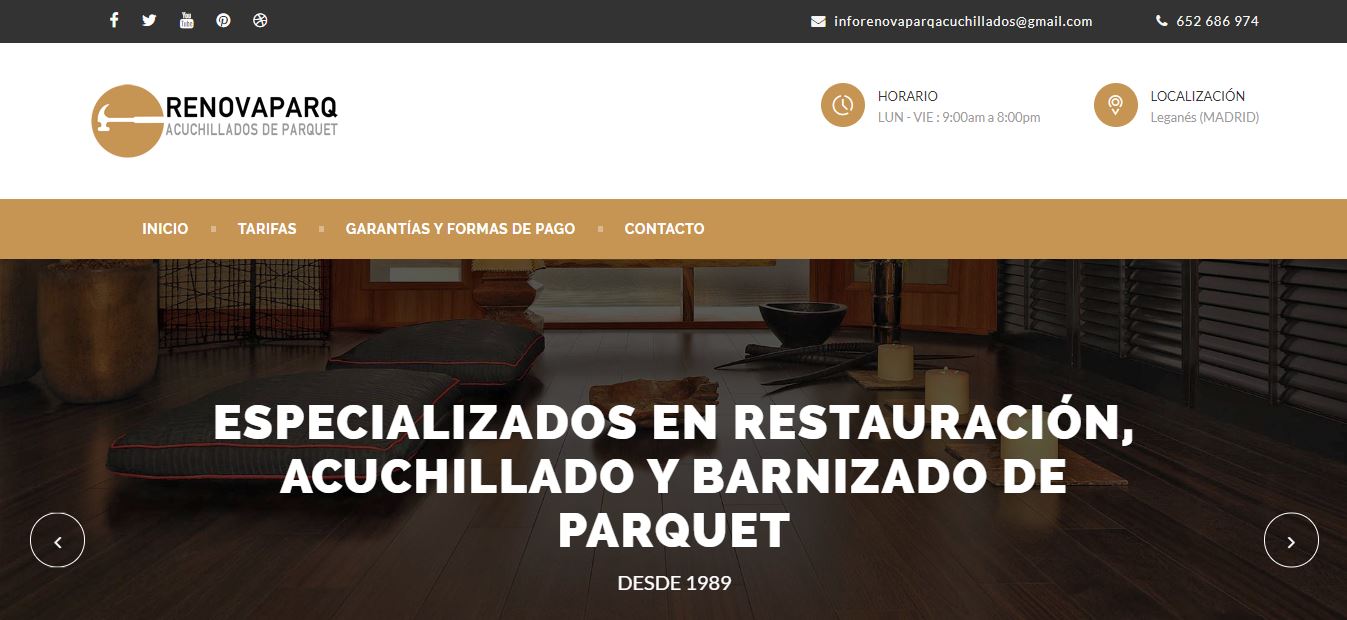 inforenovaparqacuchillados@gmail.com
652 686 974
RENOVAPARQ
ACUCHILLADOS DE PARQUET
HORARIO
LUN - VIE : 9:00am a 8:00pm
LOCALIZACIÓN
Leganés (MADRID)
INICIO
TARIFAS
GARANTÍAS Y FORMAS DE PAGO
CONTACTO
ESPECIALIZADOS EN RESTAURACIÓN,
ACUCHILLADO Y BARNIZADO DE
PARQUET
DESDE 1989